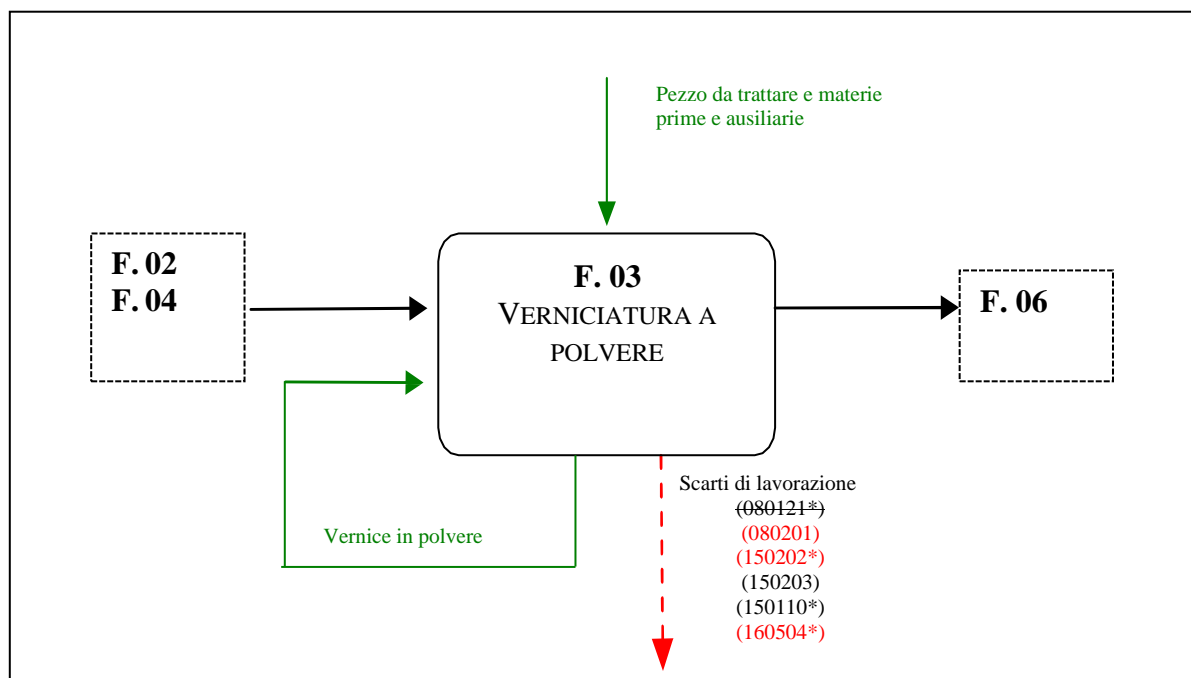 Pezzo da trattare e materie
prime e ausiliarie
F. 02
F. 04
F. 03
VERNICIATURA A
POLVERE
F. 06
Vernice in polvere
Scarti di lavorazione
(080121*)
(080201)
(150202*)
(150203)
(150110*)
(160504*)